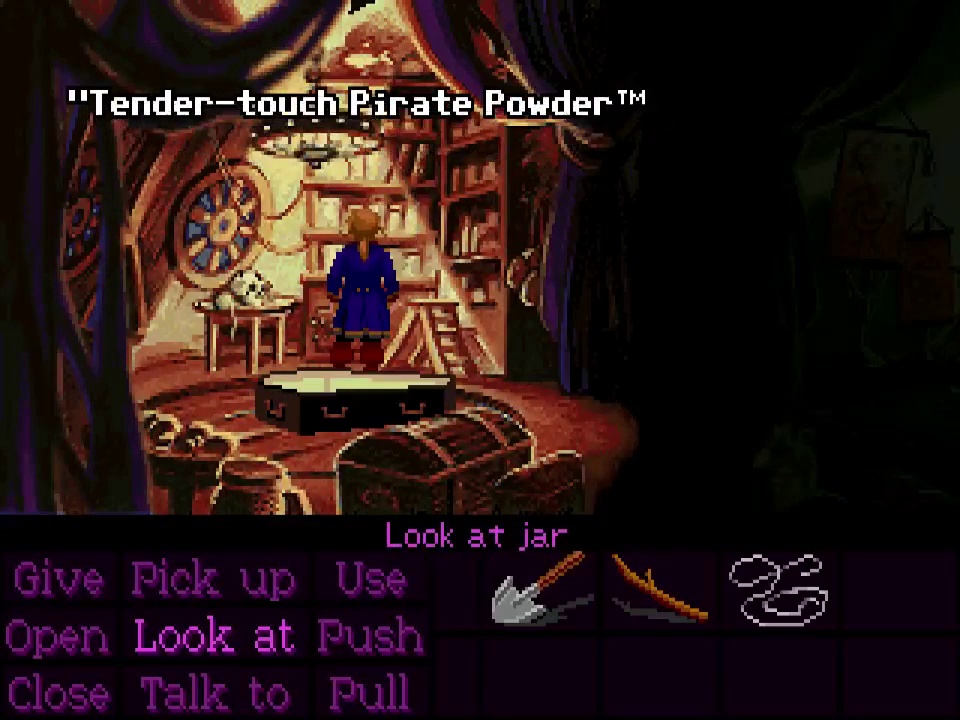 "Tender-touch Pirate Powder™
Look at jar
Give Pick up Use
Open Look at Push
Close Talk to Pull